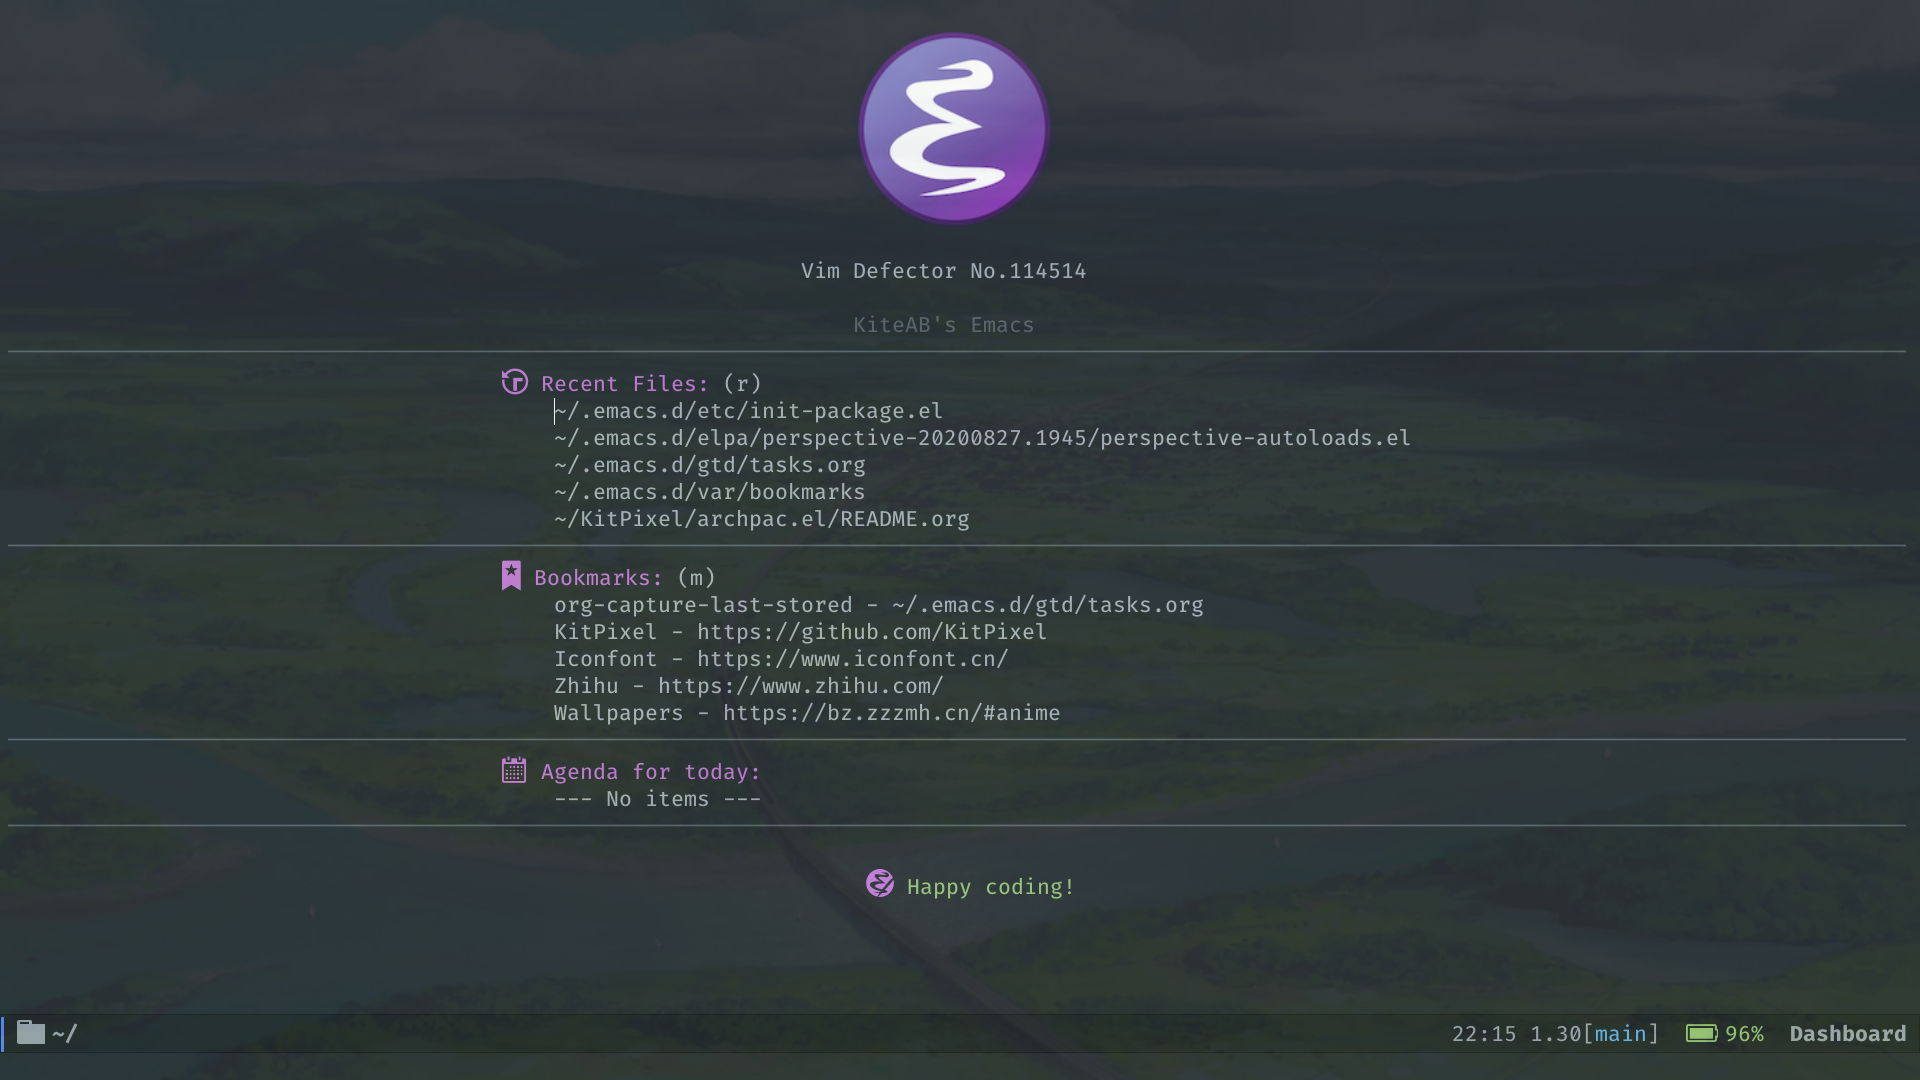 Vim Defector No.114514
KiteAB's Emacs
Recent Files: (r)
~/.emacs.d/etc/init-package.el
~/.emacs.d/elpa/perspective-20200827.1945/perspective-autoloads.el
~/.emacs.d/gtd/tasks.org
~/.emacs.d/var/bookmarks
~/KitPixel/archpac.el/README.org
Bookmarks: (m)
org-capture-last-stored - ~/.emacs.d/gtd/tasks.org
KitPixel - https://github.com/KitPixel
Iconfont - https://www.iconfont.cn/
Zhihu - https://www.zhihu.com/
Wallpapers - https://bz.zzzmh.cn/#anime
Agenda for today:
--- No items ---
Happy coding!
~/ 22:15 1.30[main] 96% Dashboard